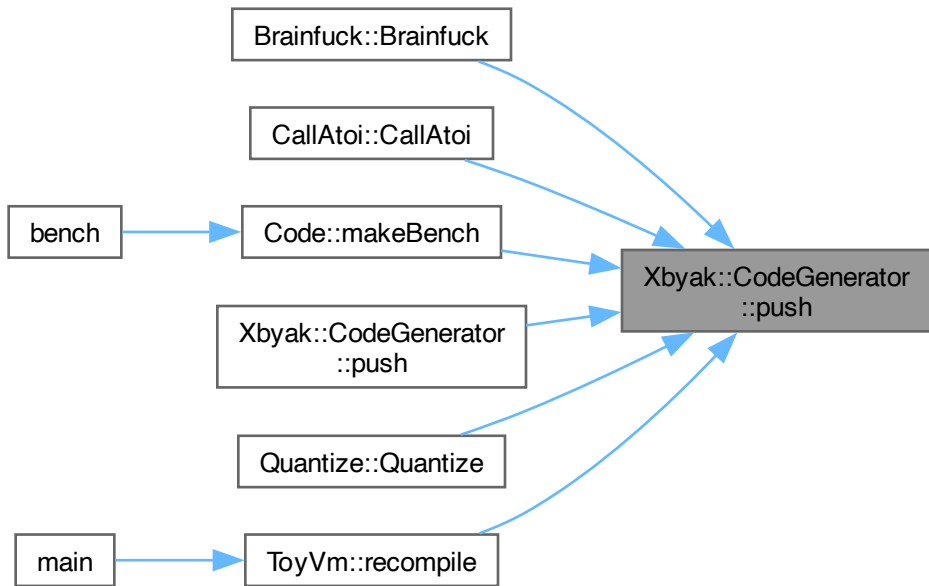 Brainfuck::Brainfuck
CallAtoi::CallAtoi
bench
Code::makeBench
Xbyak::CodeGenerator
::push
Xbyak::CodeGenerator
::push
Quantize::Quantize
main
ToyVm::recompile